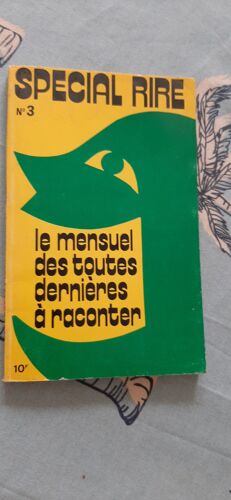 SPECIAL RIRE
N° 3
le mensuel
des toutes
dernières
à raconter
10F